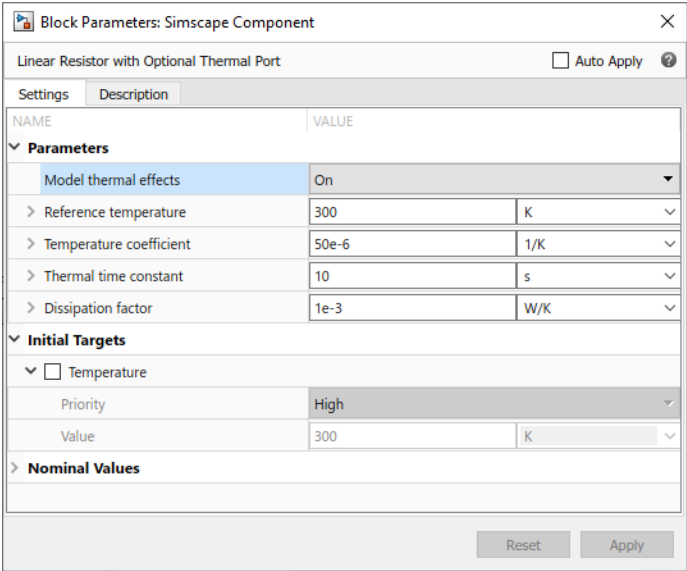 Block Parameters: Simscape Component
Linear Resistor with Optional Thermal Port Auto Apply
Settings Description
NAME VALUE
Parameters
Model thermal effects On
Reference temperature 300 K
Temperature coefficient 50e-6 1/K
Thermal time constant 10 s
Dissipation factor 1e-3 W/K
Initial Targets
Temperature
Priority High
Value 300 K
Nominal Values
Reset Apply